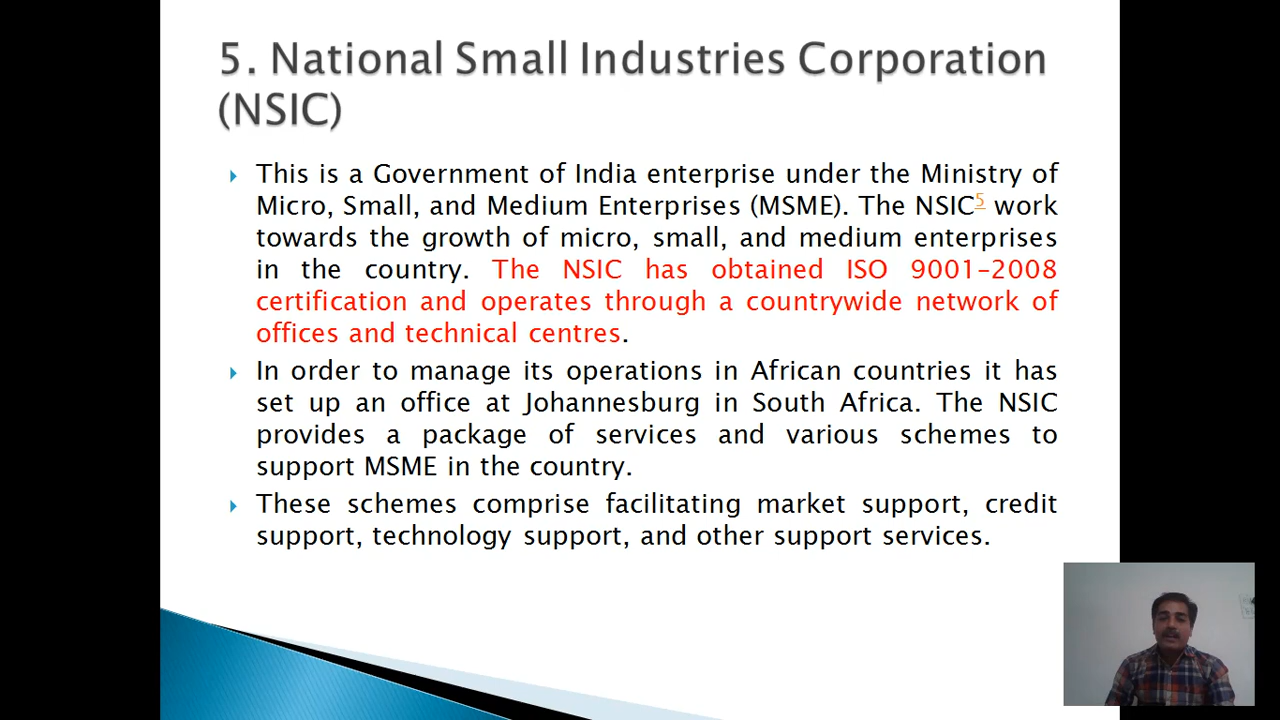 5. National Small Industries Corporation
(NSIC)
This is a Government of India enterprise under the Ministry of
Micro, Small, and Medium Enterprises (MSME). The NSIC5 work
towards the growth of micro, small, and medium enterprises
in the country. The NSIC has obtained ISO 9001-2008
certification and operates through a countrywide network of
offices and technical centres.
In order to manage its operations in African countries it has
set up an office at Johannesburg in South Africa. The NSIC
provides a package of services and various schemes to
support MSME in the country.
These schemes comprise facilitating market support, credit
support, technology support, and other support services.